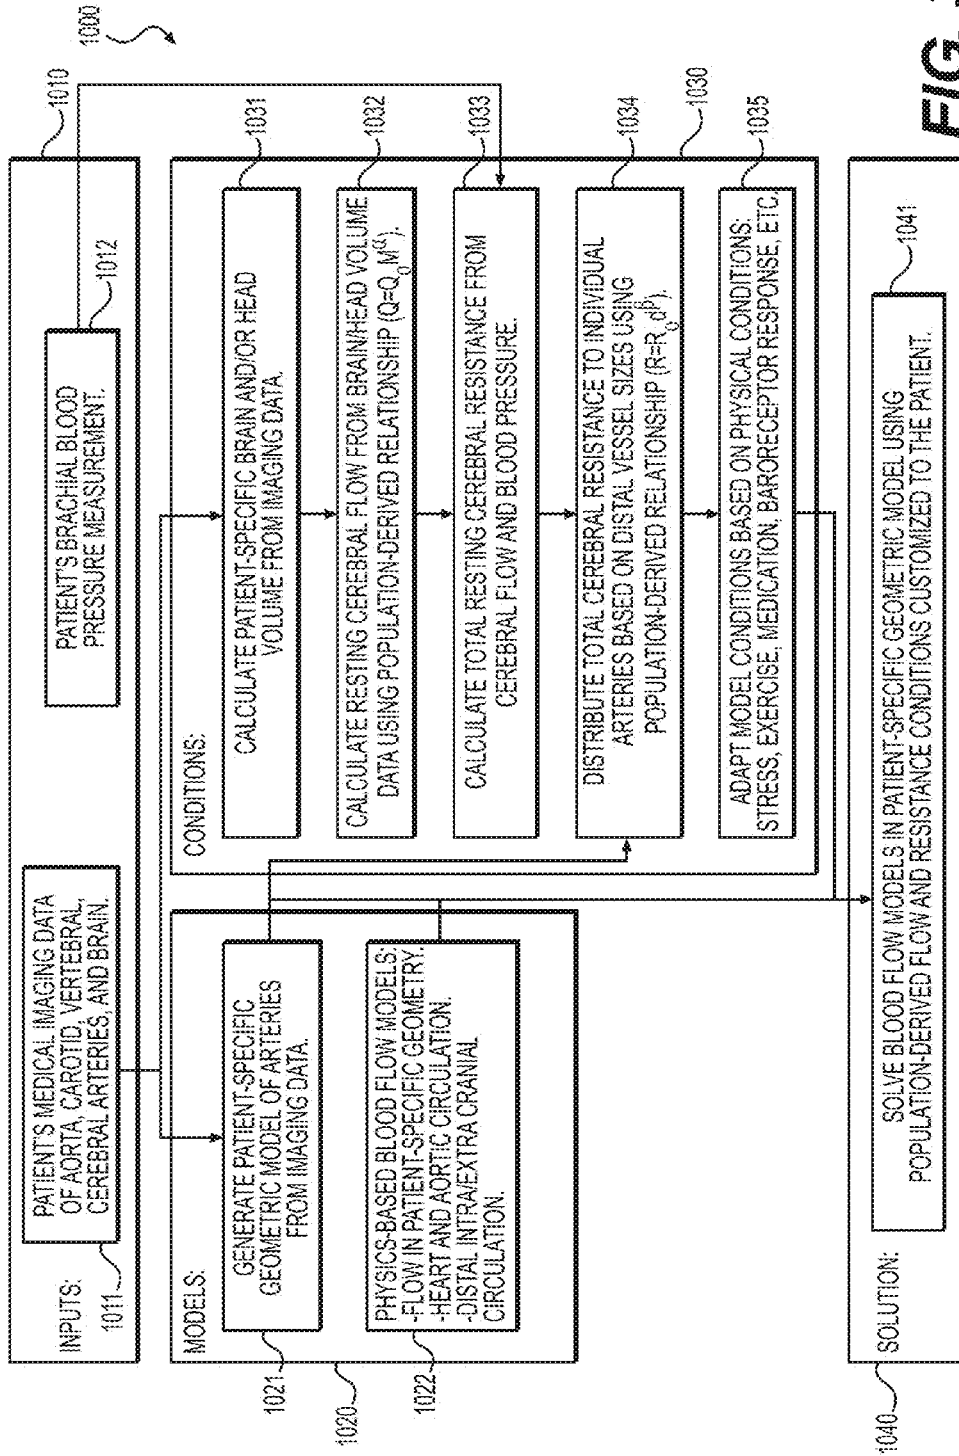 1000
INPUTS:
1010
PATIENT'S MEDICAL IMAGING DATA
OF AORTA, CAROTID, VERTEBRAL,
CEREBRAL ARTERIES, AND BRAIN.
1011
PATIENT'S BRACHIAL BLOOD
PRESSURE MEASUREMENT.
1012
MODELS:
GENERATE PATIENT-SPECIFIC
GEOMETRIC MODEL OF ARTERIES
FROM IMAGING DATA.
1021
PHYSICS-BASED BLOOD FLOW MODELS:
-FLOW IN PATIENT-SPECIFIC GEOMETRY.
-HEART AND AORTIC CIRCULATION.
-DISTAL INTRA/EXTRA CRANIAL
CIRCULATION.
1022
1020
CONDITIONS:
CALCULATE PATIENT-SPECIFIC BRAIN AND/OR HEAD
VOLUME FROM IMAGING DATA.
1031
CALCULATE RESTING CEREBRAL FLOW FROM BRAIN/HEAD VOLUME
DATA USING POPULATION-DERIVED RELATIONSHIP (Q=Q₀Mᵅ).
1032
CALCULATE TOTAL RESTING CEREBRAL RESISTANCE FROM
CEREBRAL FLOW AND BLOOD PRESSURE.
1033
DISTRIBUTE TOTAL CEREBRAL RESISTANCE TO INDIVIDUAL
ARTERIES BASED ON DISTAL VESSEL SIZES USING
POPULATION-DERIVED RELATIONSHIP (R=R₀dᵝ).
1034
1030
ADAPT MODEL CONDITIONS BASED ON PHYSICAL CONDITIONS:
STRESS, EXERCISE, MEDICATION, BARORECEPTOR RESPONSE, ETC.
1035
SOLUTION:
1040
SOLVE BLOOD FLOW MODELS IN PATIENT-SPECIFIC GEOMETRIC MODEL USING
POPULATION-DERIVED FLOW AND RESISTANCE CONDITIONS CUSTOMIZED TO THE PATIENT.
1041
FIG.